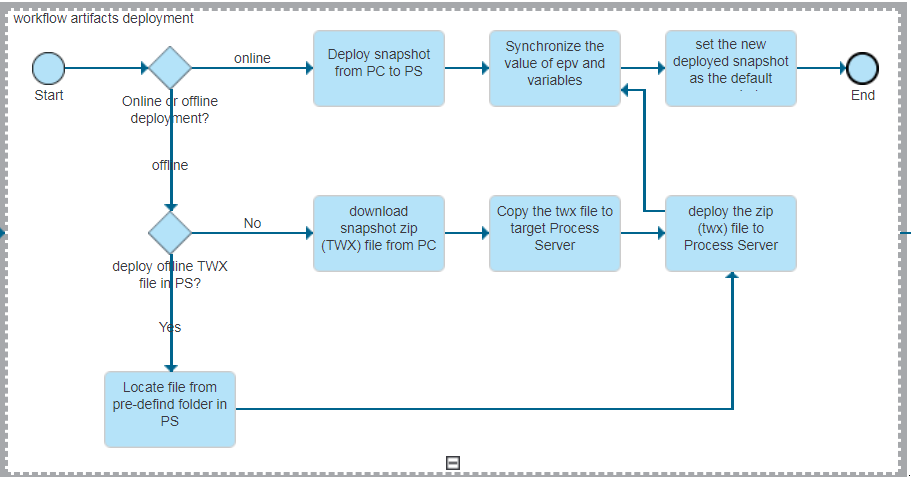 workflow artifacts deployment
Start
Online or offline
deployment?
online
Deploy snapshot
from PC to PS
Synchronize the
value of epv and
variables
set the new
deployed snapshot
as the default
End
offline
deploy offline TWX
file in PS?
No
download
snapshot zip
(TWX) file from PC
Copy the twx file to
target Process
Server
deploy the zip
(twx) file to
Process Server
Yes
Locate file from
pre-defind folder in
PS